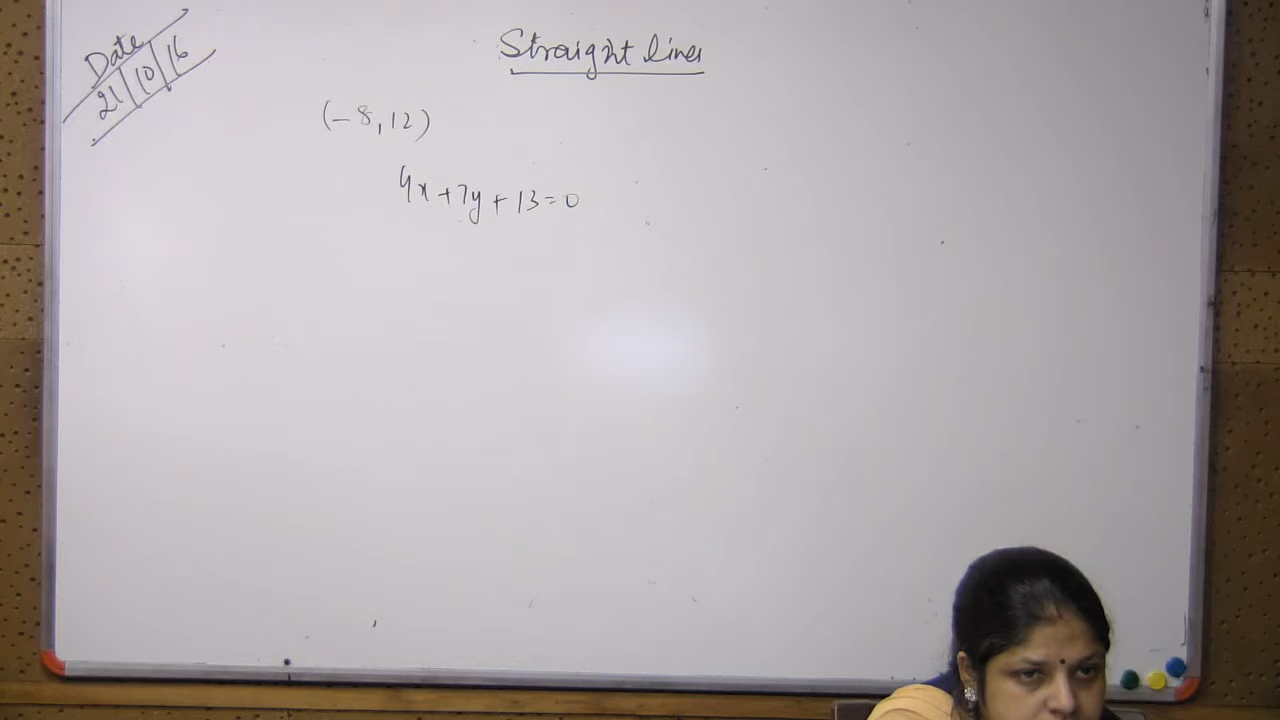 Date
21/10/16
Straight lines
(-8,12)
4x+7y+13=0